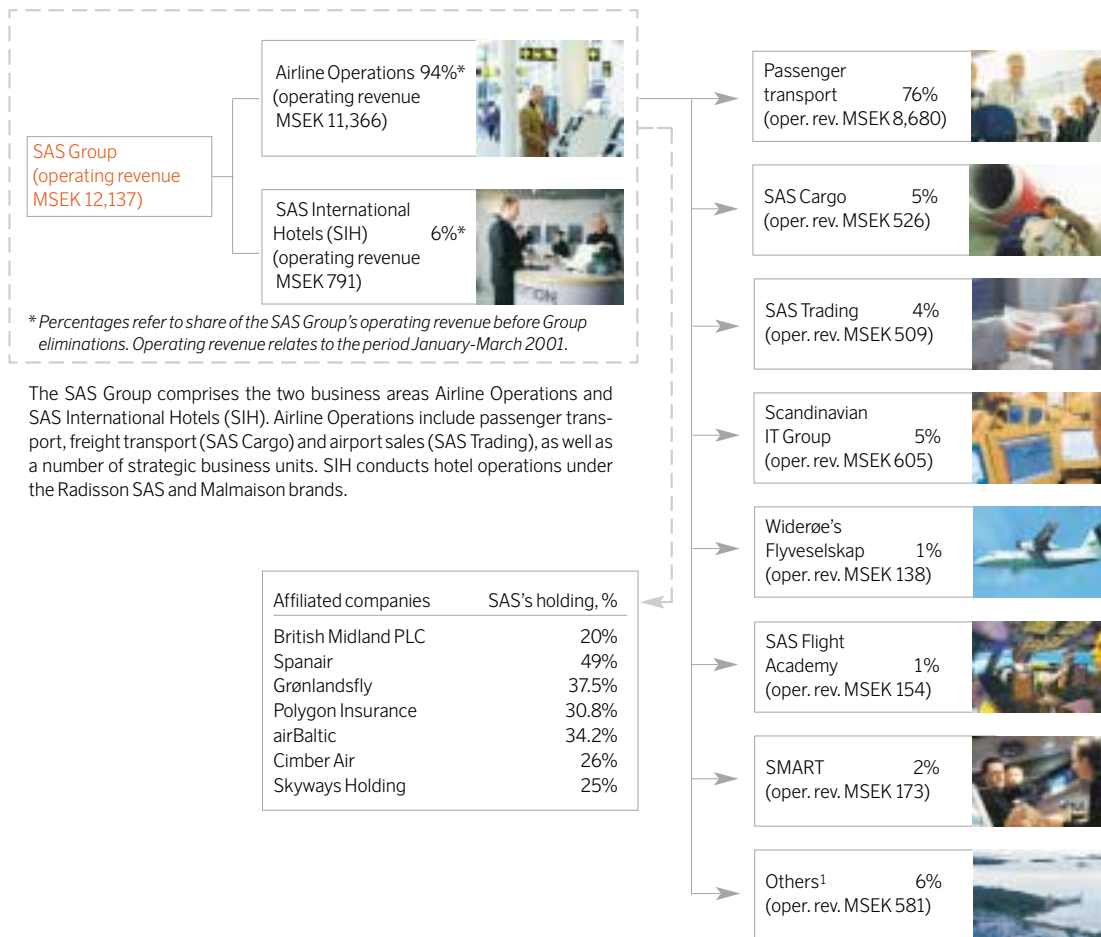 SAS Group
(operating revenue
MSEK 12,137)
Airline Operations 94%*
(operating revenue
MSEK 11,366)
SAS International
Hotels (SIH) 6%*
(operating revenue
MSEK 791)
* Percentages refer to share of the SAS Group's operating revenue before Group
eliminations. Operating revenue relates to the period January-March 2001.
The SAS Group comprises the two business areas Airline Operations and
SAS International Hotels (SIH). Airline Operations include passenger trans-
port, freight transport (SAS Cargo) and airport sales (SAS Trading), as well as
a number of strategic business units. SIH conducts hotel operations under
the Radisson SAS and Malmaison brands.
Affiliated companies SAS's holding, %
British Midland PLC 20%
Spanair 49%
Grønlandsfly 37.5%
Polygon Insurance 30.8%
airBaltic 34.2%
Cimber Air 26%
Skyways Holding 25%
Passenger
transport 76%
(oper. rev. MSEK 8,680)
SAS Cargo 5%
(oper. rev. MSEK 526)
SAS Trading 4%
(oper. rev. MSEK 509)
Scandinavian
IT Group 5%
(oper. rev. MSEK 605)
Widerøe's
Flyveselskap 1%
(oper. rev. MSEK 138)
SAS Flight
Academy 1%
(oper. rev. MSEK 154)
SMART 2%
(oper. rev. MSEK 173)
Others¹ 6%
(oper. rev. MSEK 581)